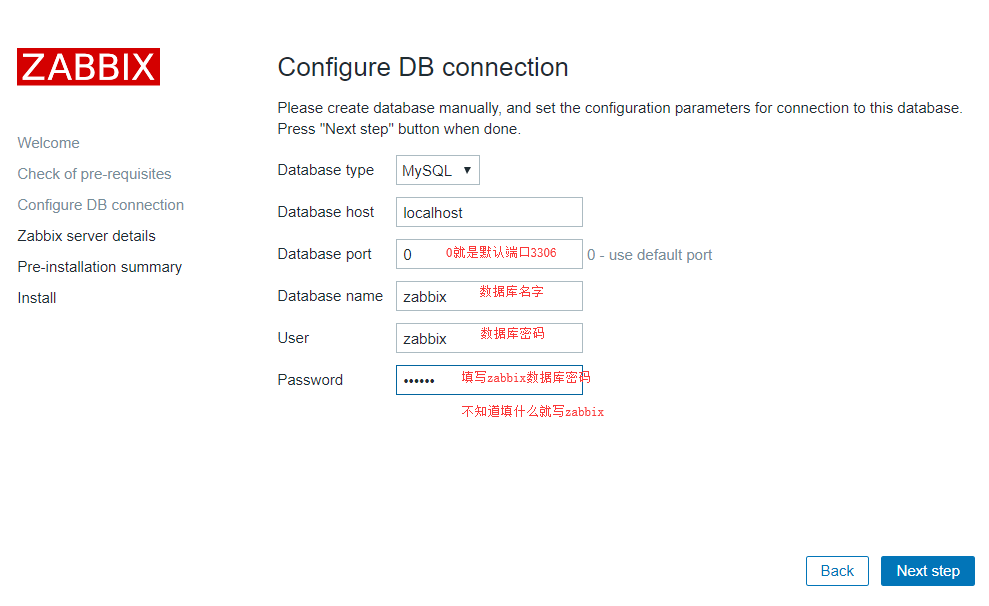 ZABBIX
Welcome
Check of pre-requisites
Configure DB connection
Zabbix server details
Pre-installation summary
Install
Configure DB connection
Please create database manually, and set the configuration parameters for connection to this database.
Press "Next step" button when done.
Database type MySQL ▼
Database host localhost
Database port 0 0就是默认端口3306 0 - use default port
Database name zabbix 数据库名字
User zabbix 数据库密码
Password •••••• 填写zabbix数据库密码
不知道填什么就写zabbix
Back Next step